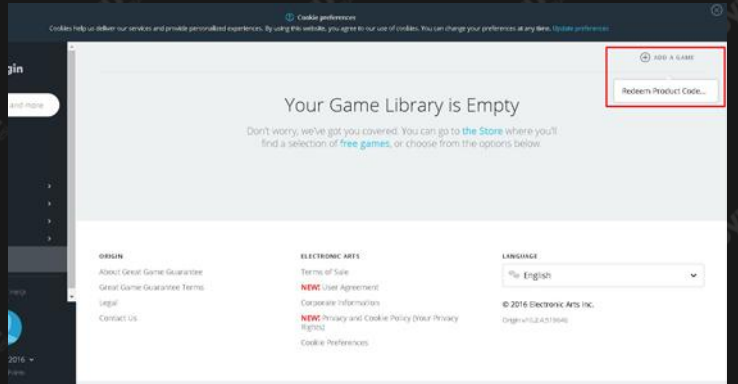 Cookie preferences
Cookies help us deliver our services and provide personalized experiences. By using this website, you agree to our use of cookies. You can change your preferences at any time. Update preferences
gin
and more
ADD A GAME
Redeem Product Code...
Your Game Library is Empty
Don't worry, we've got you covered. You can go to the Store where you'll
find a selection of free games, or choose from the options below.
ORIGIN
About Great Game Guarantee
Great Game Guarantee Terms
Legal
Contact Us
ELECTRONIC ARTS
Terms of Sale
NEW! User Agreement
Corporate Information
NEW! Privacy and Cookie Policy (Your Privacy
Rights)
Cookie Preferences
LANGUAGE
English
© 2016 Electronic Arts Inc.
help
2016